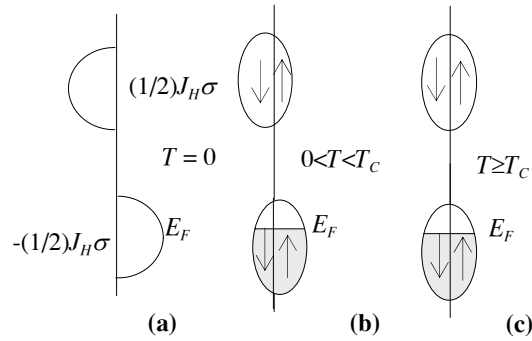 (1/2)J_Hσ
T = 0
0<T<T_C
T≥T_C
-(1/2)J_Hσ
E_F
E_F
E_F
(a)
(b)
(c)